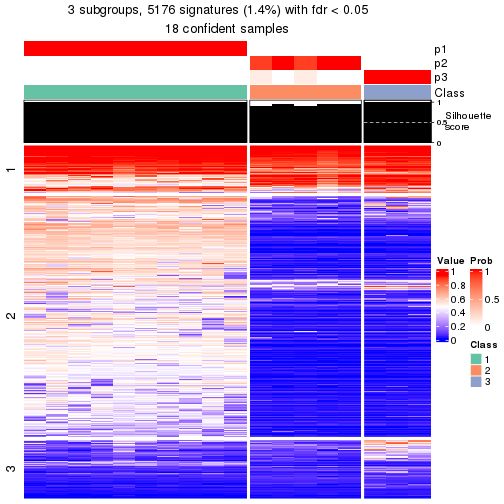 3 subgroups, 5176 signatures (1.4%) with fdr < 0.05
18 confident samples
p1
p2
p3
Class
1
0.5
0
Silhouette
score
1
2
3
Value
1
0.8
0.6
0.4
0.2
0
Prob
1
0.5
0
Class
1
2
3